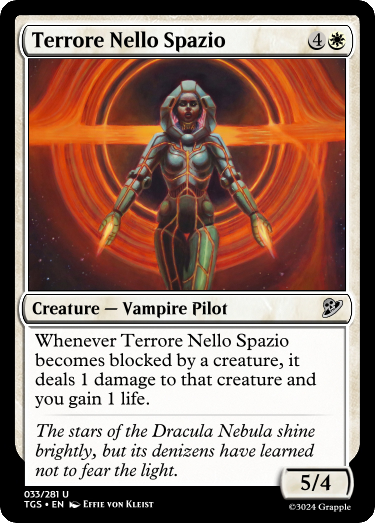 Terrore Nello Spazio 4
Creature — Vampire Pilot
Whenever Terrore Nello Spazio
becomes blocked by a creature, it
deals 1 damage to that creature and
you gain 1 life.
The stars of the Dracula Nebula shine
brightly, but its denizens have learned
not to fear the light.
5/4
033/281 U
TGS • EN Effie von Kleist
©3024 Grapple